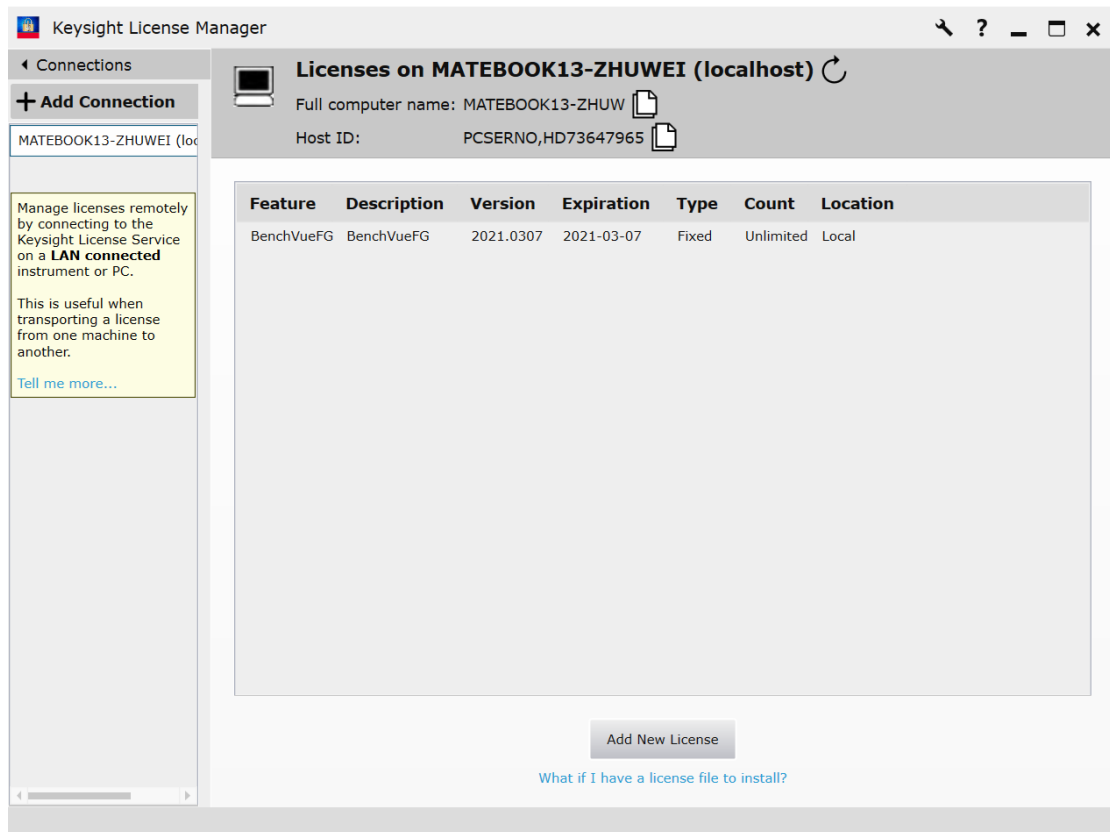 Keysight License Manager
?
Connections
Add Connection
MATEBOOK13-ZHUWEI (loc
Manage licenses remotely
by connecting to the
Keysight License Service
on a LAN connected
instrument or PC.
This is useful when
transporting a license
from one machine to
another.
Tell me more...
Licenses on MATEBOOK13-ZHUWEI (localhost)
Full computer name: MATEBOOK13-ZHUW
Host ID: PCSERNO,HD73647965
Feature Description Version Expiration Type Count Location
BenchVueFG BenchVueFG 2021.0307 2021-03-07 Fixed Unlimited Local
Add New License
What if I have a license file to install?